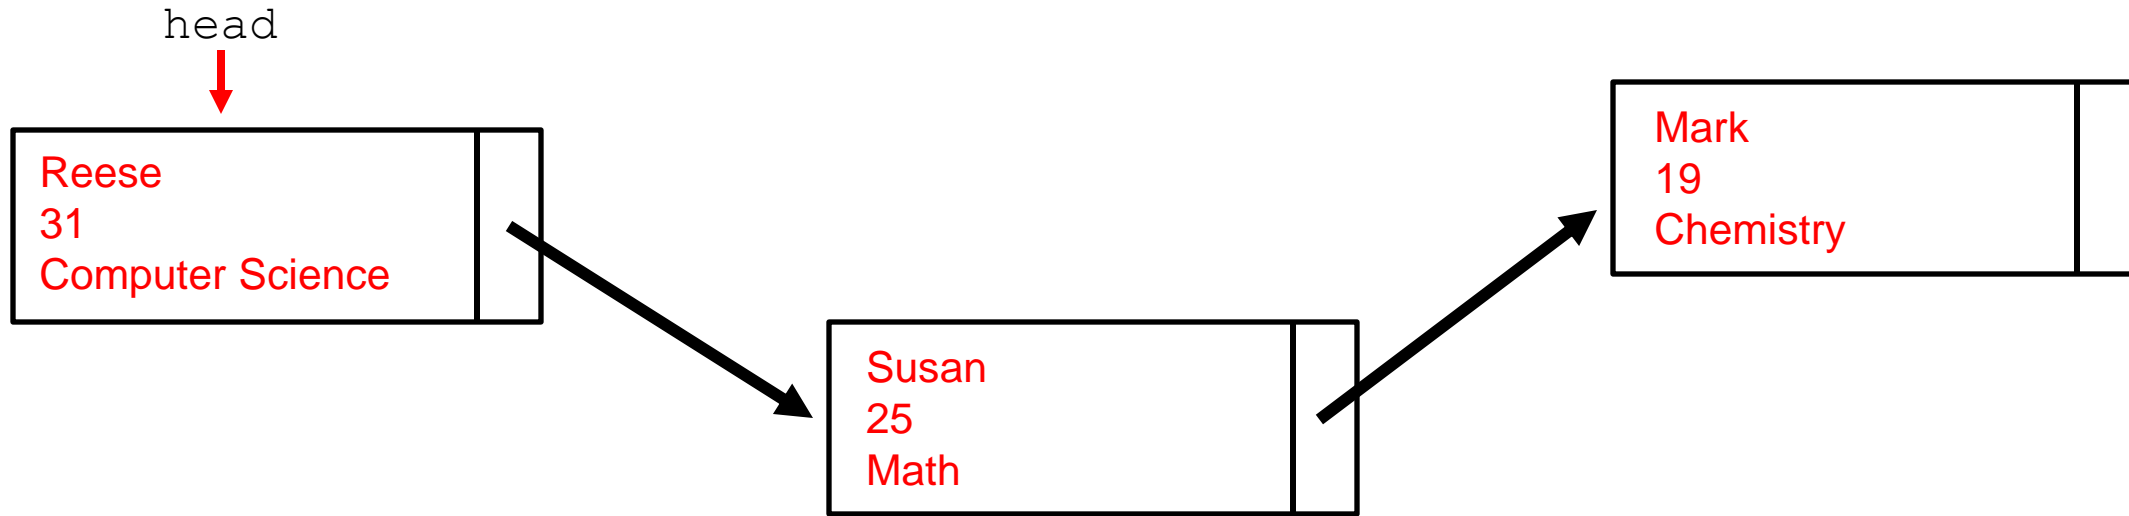 head
Reese
31
Computer Science
Susan
25
Math
Mark
19
Chemistry